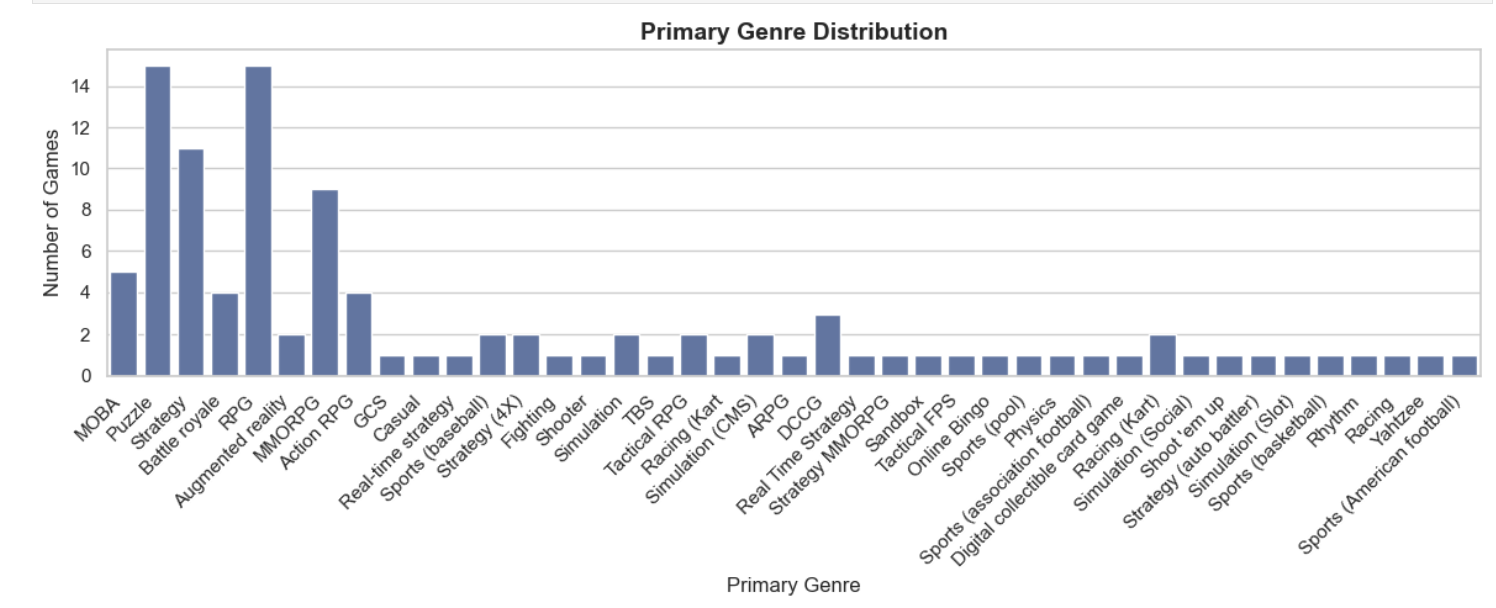 Primary Genre Distribution
Number of Games
14
12
10
8
6
4
2
0
MOBA
Puzzle
Strategy
Battle royale
RPG
Augmented reality
MMORPG
Action RPG
GCS
Casual
Real-time strategy
Sports (baseball)
Strategy (4X)
Fighting
Shooter
Simulation
TBS
Tactical RPG
Racing (Kart
Simulation (CMS)
ARPG
DCCG
Real Time Strategy
Strategy MMORPG
Sandbox
Tactical FPS
Online Bingo
Sports (pool)
Physics
Sports (association football)
Digital collectible card game
Racing (Kart)
Simulation (Social)
Shoot 'em up
Strategy (auto battler)
Simulation (Slot)
Sports (basketball)
Rhythm
Racing
Yahtzee
Sports (American football)
Primary Genre